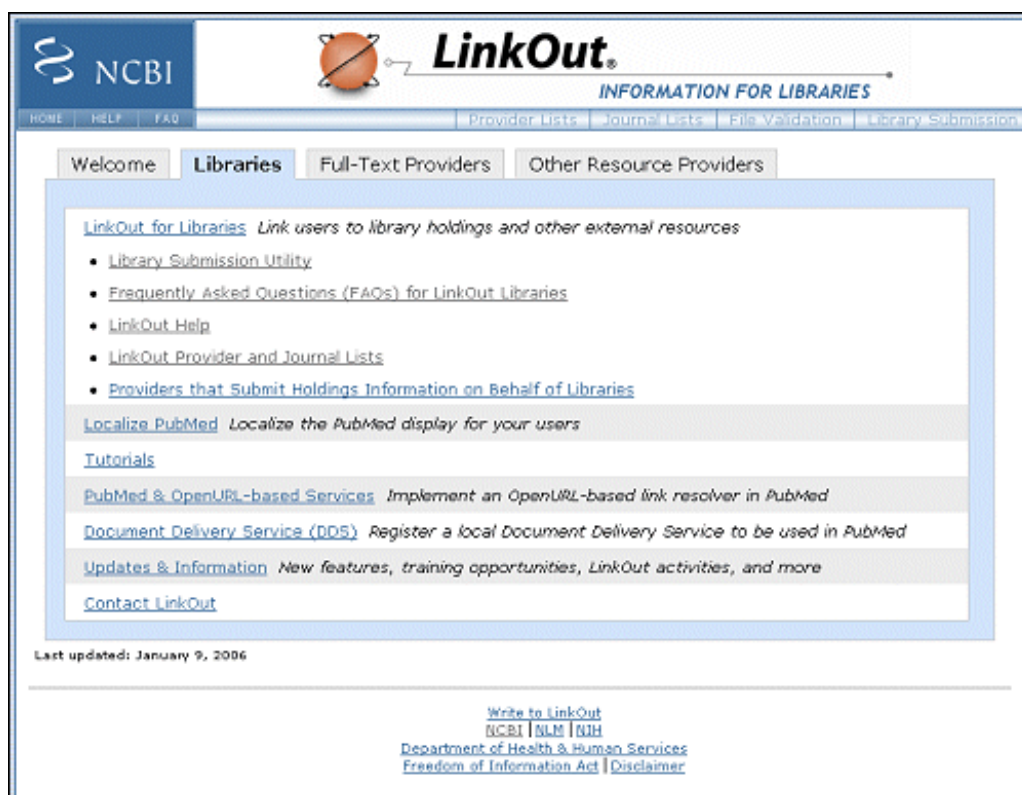 NCBI
LinkOut®
INFORMATION FOR LIBRARIES
HOME | HELP | FAQ
Provider Lists | Journal Lists | File Validation | Library Submission
Welcome Libraries Full-Text Providers Other Resource Providers
LinkOut for Libraries Link users to library holdings and other external resources
• Library Submission Utility
• Frequently Asked Questions (FAQs) for LinkOut Libraries
• LinkOut Help
• LinkOut Provider and Journal Lists
• Providers that Submit Holdings Information on Behalf of Libraries
Localize PubMed Localize the PubMed display for your users
Tutorials
PubMed & OpenURL-based Services Implement an OpenURL-based link resolver in PubMed
Document Delivery Service (DDS) Register a local Document Delivery Service to be used in PubMed
Updates & Information New features, training opportunities, LinkOut activities, and more
Contact LinkOut
Last updated: January 9, 2006
Write to LinkOut
NCBI | NLM | NIH
Department of Health & Human Services
Freedom of Information Act | Disclaimer